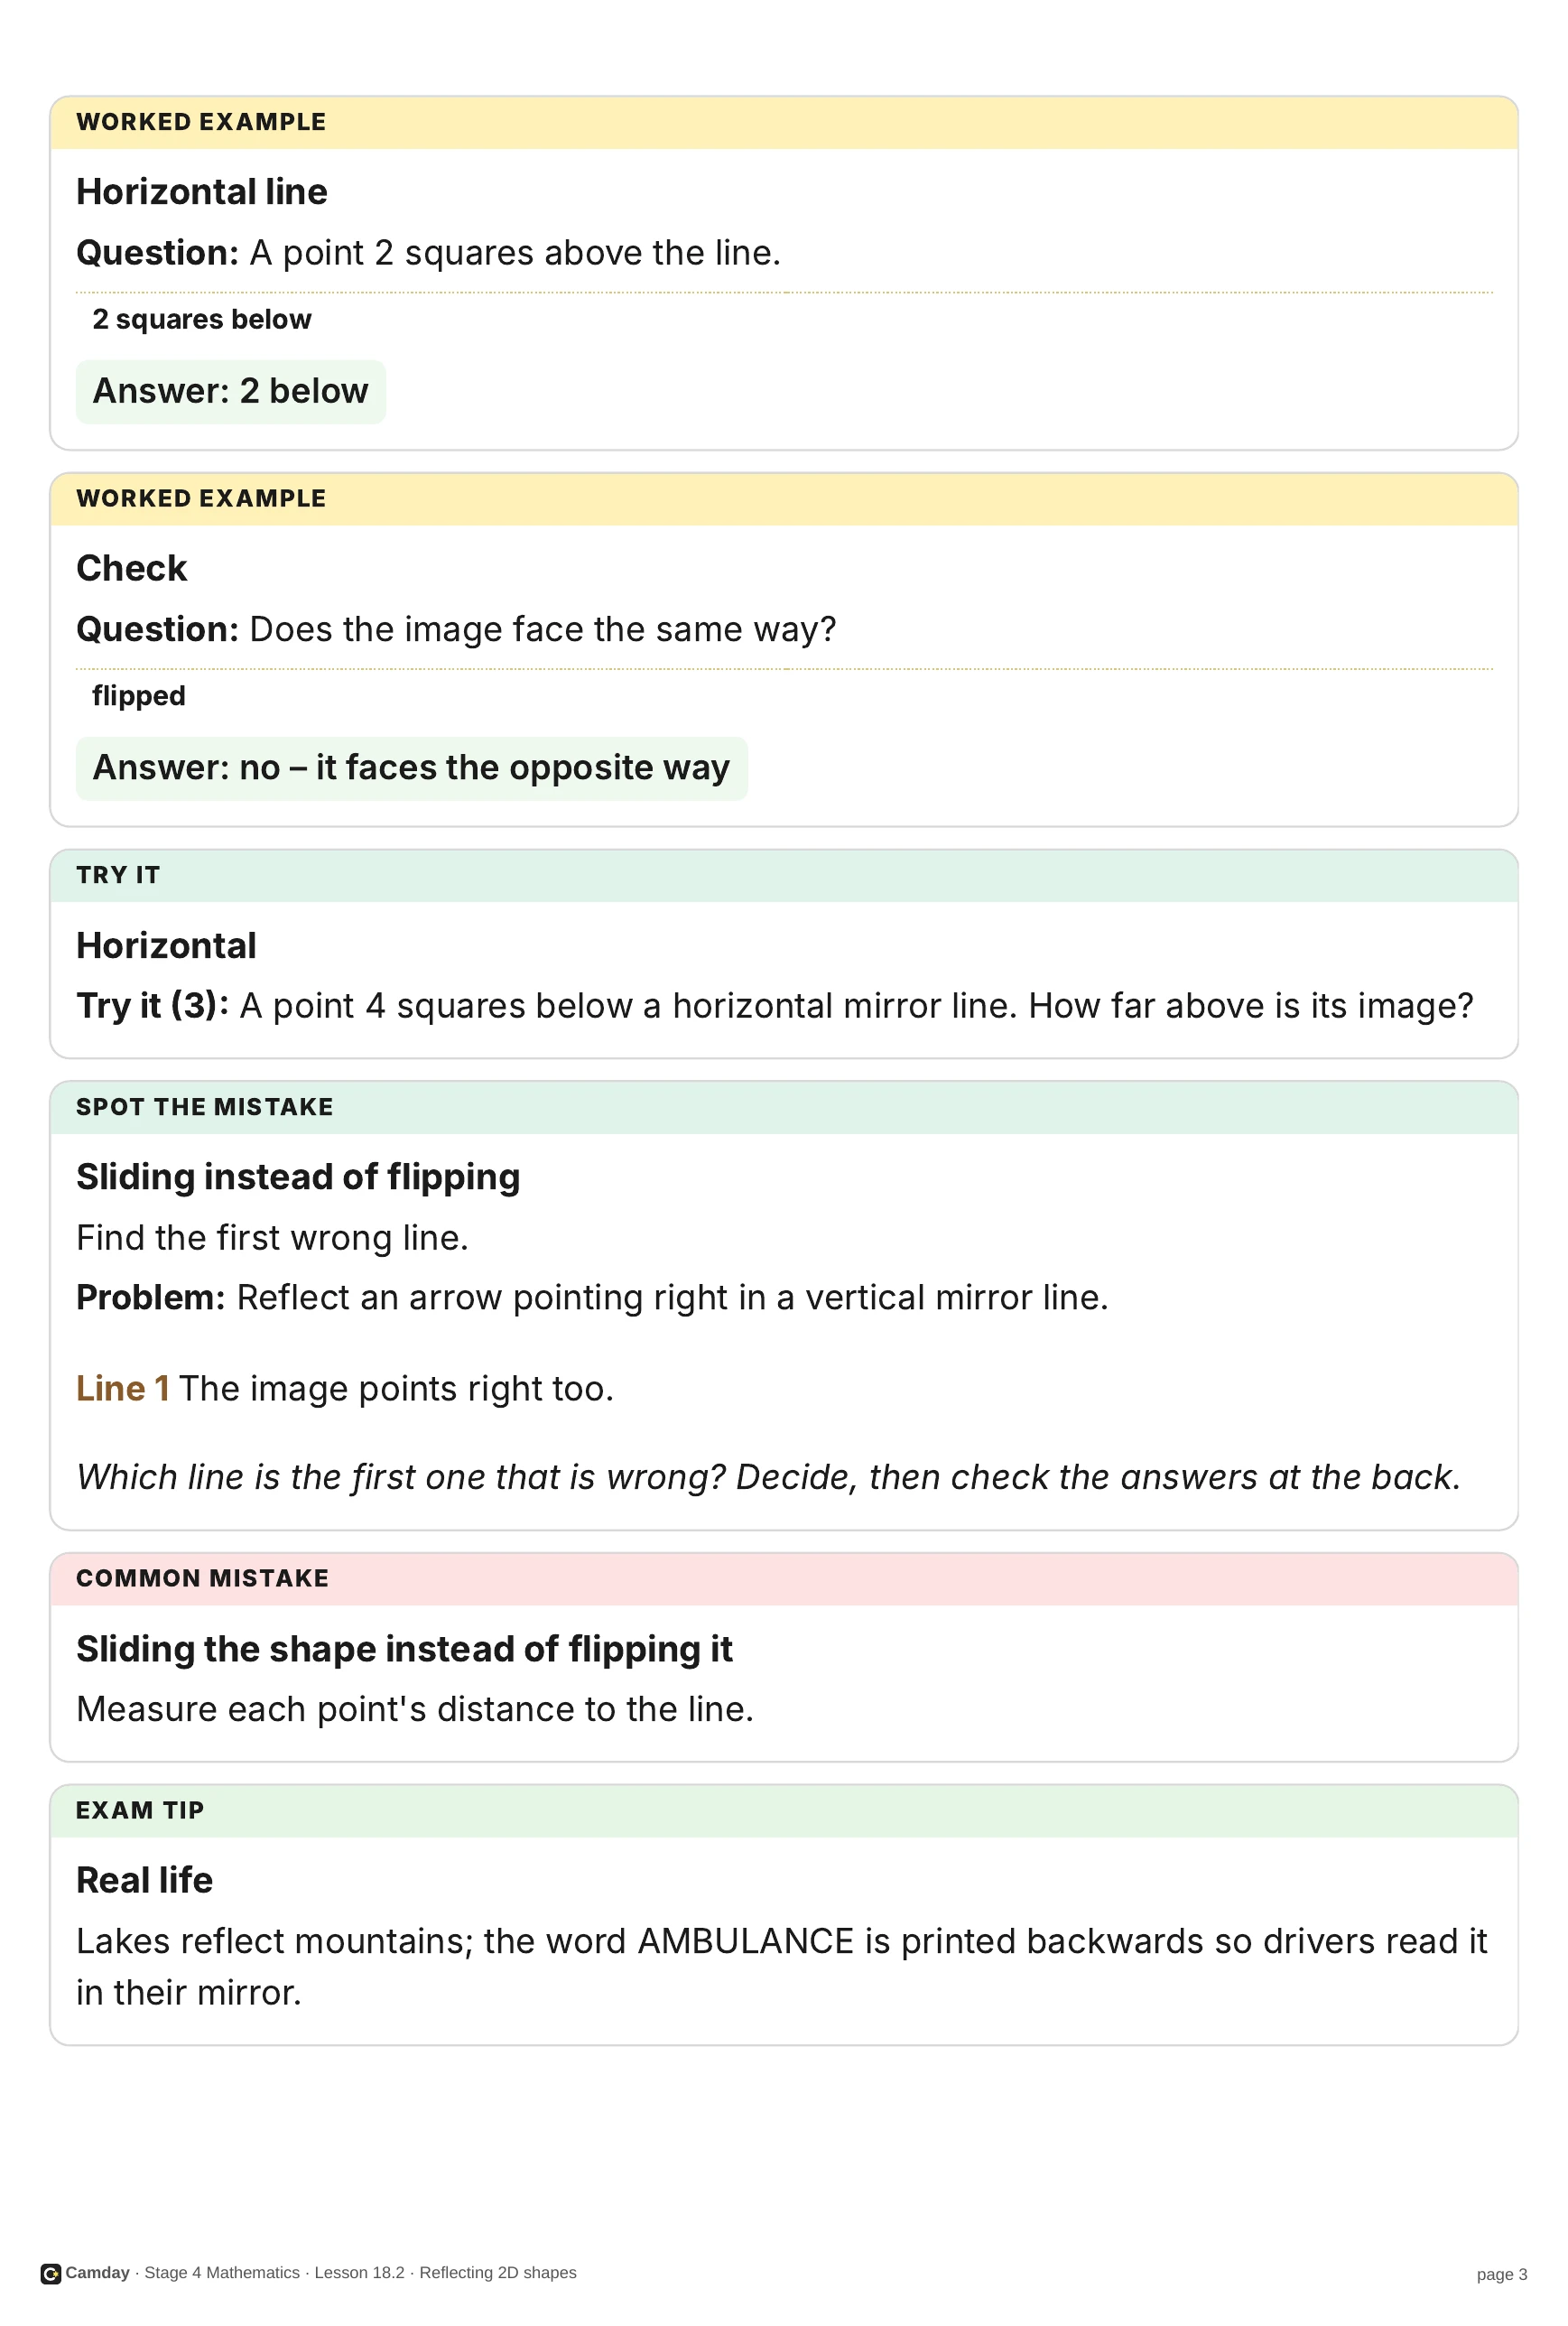 WORKED EXAMPLE
Horizontal line
Question: A point 2 squares above the line.
2 squares below
Answer: 2 below
WORKED EXAMPLE
Check
Question: Does the image face the same way?
flipped
Answer: no – it faces the opposite way
TRY IT
Horizontal
Try it (3): A point 4 squares below a horizontal mirror line. How far above is its image?
SPOT THE MISTAKE
Sliding instead of flipping
Find the first wrong line.
Problem: Reflect an arrow pointing right in a vertical mirror line.
Line 1 The image points right too.
Which line is the first one that is wrong? Decide, then check the answers at the back.
COMMON MISTAKE
Sliding the shape instead of flipping it
Measure each point's distance to the line.
EXAM TIP
Real life
Lakes reflect mountains; the word AMBULANCE is printed backwards so drivers read it
in their mirror.
Camday · Stage 4 Mathematics · Lesson 18.2 · Reflecting 2D shapes
page 3